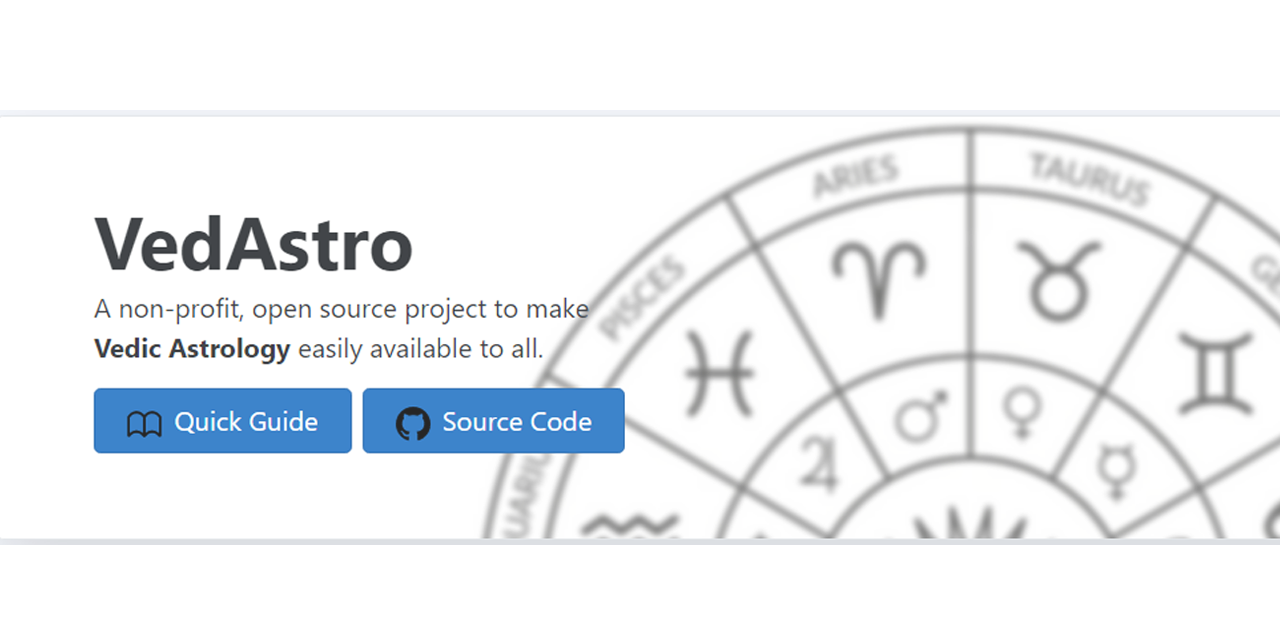 VedAstro
A non-profit, open source project to make
Vedic Astrology easily available to all.
Quick Guide
Source Code
ARIES
TAURUS
PISCES